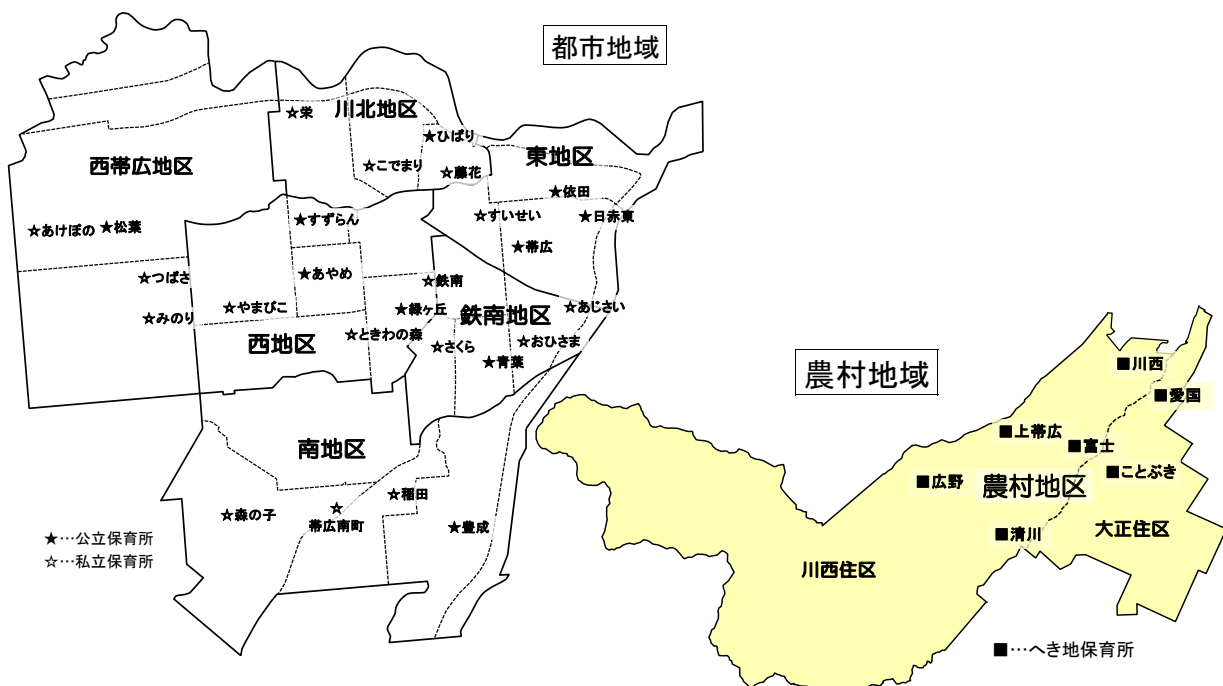 都市地域
☆栄
川北地区
★ひばり
☆こでまり
☆藤花
東地区
西帯広地区
★依田
☆すいせい
★日赤東
★すずらん
☆あけぼの
★松葉
★帯広
☆つばさ
★あやめ
☆鉄南
☆やまびこ
☆みのり
★緑ヶ丘
鉄南地区
☆あじさい
西地区
☆ときわの森
☆さくら
☆おひさま
★青葉
農村地域
■川西
■愛国
■上帯広
■富士
南地区
■広野
農村地区
■ことぶき
☆稲田
☆森の子
☆
帯広南町
★豊成
■清川
大正住区
川西住区
★…公立保育所
☆…私立保育所
■…へき地保育所